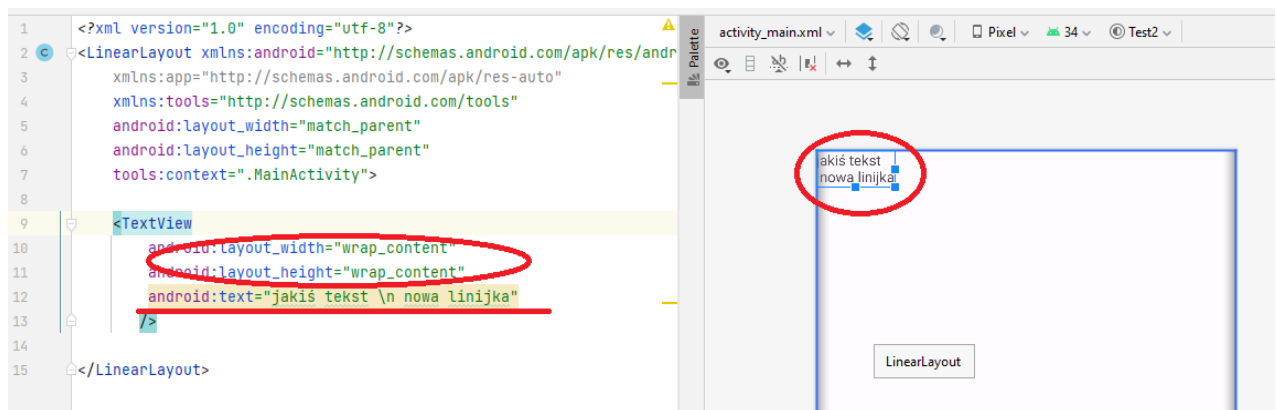 1 <?xml version="1.0" encoding="utf-8"?>
2 C <LinearLayout xmlns:android="http://schemas.android.com/apk/res/andr
3 xmlns:app="http://schemas.android.com/apk/res-auto"
4 xmlns:tools="http://schemas.android.com/tools"
5 android:layout_width="match_parent"
6 android:layout_height="match_parent"
7 tools:context=".MainActivity">
8
9 <TextView
10 android:layout_width="wrap_content"
11 android:layout_height="wrap_content"
12 android:text="jakiś tekst \n nowa linijka"
13 />
14
15 </LinearLayout>
Palette
activity_main.xml Pixel 34 Test2
akiś tekst
nowa linijka
LinearLayout